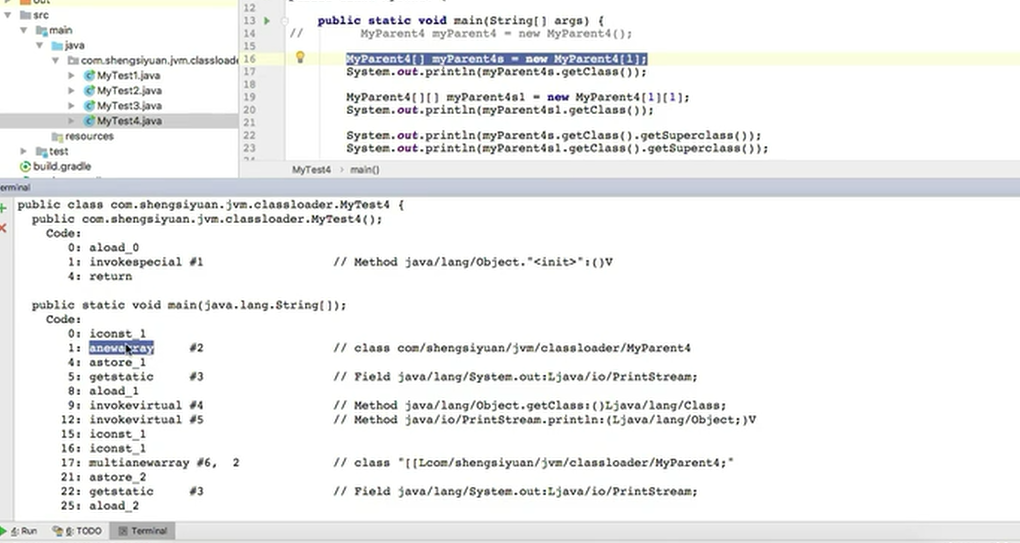 out
src
main
java
com.shengsiyuan.jvm.classloade
MyTest1.java
MyTest2.java
MyTest3.java
MyTest4.java
resources
test
build.gradle
12
13 public static void main(String[] args) {
14 // MyParent4 myParent4 = new MyParent4();
15
16 MyParent4[] myParent4s = new MyParent4[1];
17 System.out.println(myParent4s.getClass());
18
19 MyParent4[][] myParent4s1 = new MyParent4[1][1];
20 System.out.println(myParent4s1.getClass());
21
22 System.out.println(myParent4s.getClass().getSuperclass());
23 System.out.println(myParent4s1.getClass().getSuperclass());
MyTest4 › main()
erminal
public class com.shengsiyuan.jvm.classloader.MyTest4 {
public com.shengsiyuan.jvm.classloader.MyTest4();
Code:
0: aload_0
1: invokespecial #1 // Method java/lang/Object."<init>":()V
4: return
public static void main(java.lang.String[]);
Code:
0: iconst_1
1: anewarray #2 // class com/shengsiyuan/jvm/classloader/MyParent4
4: astore_1
5: getstatic #3 // Field java/lang/System.out:Ljava/io/PrintStream;
8: aload_1
9: invokevirtual #4 // Method java/lang/Object.getClass:()Ljava/lang/Class;
12: invokevirtual #5 // Method java/io/PrintStream.println:(Ljava/lang/Object;)V
15: iconst_1
16: iconst_1
17: multianewarray #6, 2 // class "[[Lcom/shengsiyuan/jvm/classloader/MyParent4;"
21: astore_2
22: getstatic #3 // Field java/lang/System.out:Ljava/io/PrintStream;
25: aload_2
4: Run 6: TODO Terminal